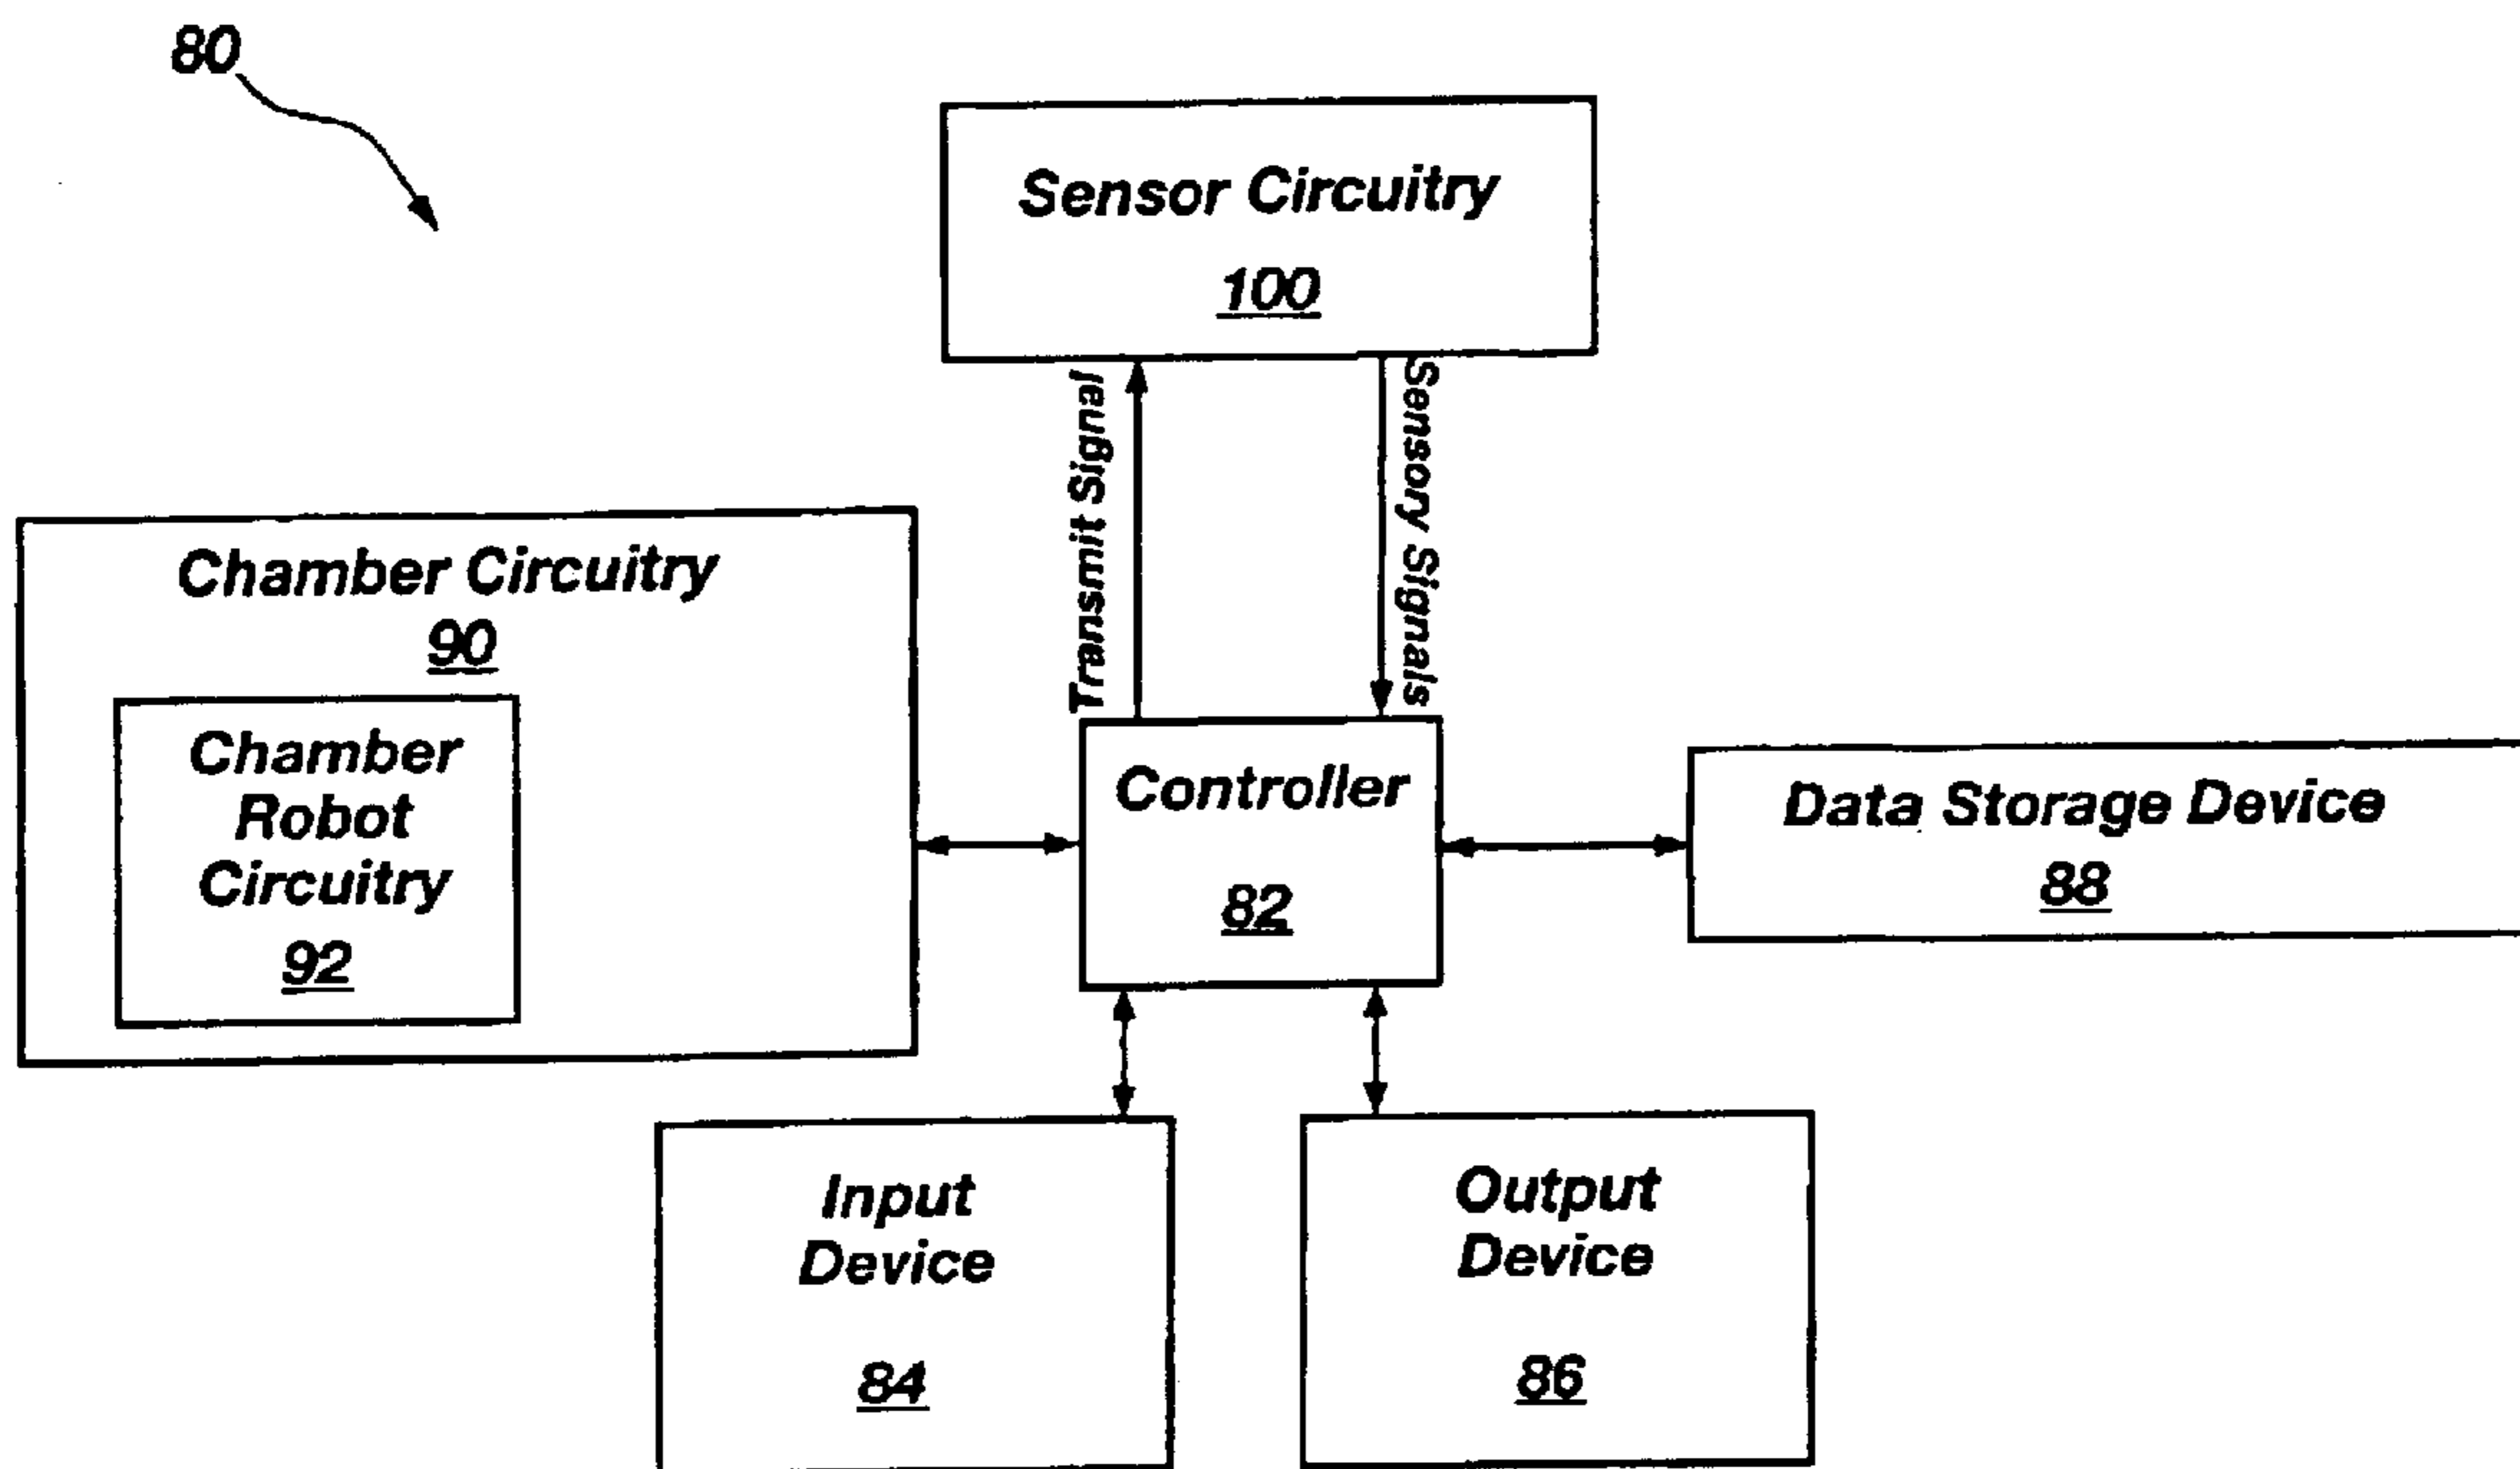 80
Sensor Circuitry
100
Transmit Signal
Sensory Signals
Chamber Circuitry
90
Chamber
Robot
Circuitry
92
Controller
82
Data Storage Device
88
Input
Device
84
Output
Device
86